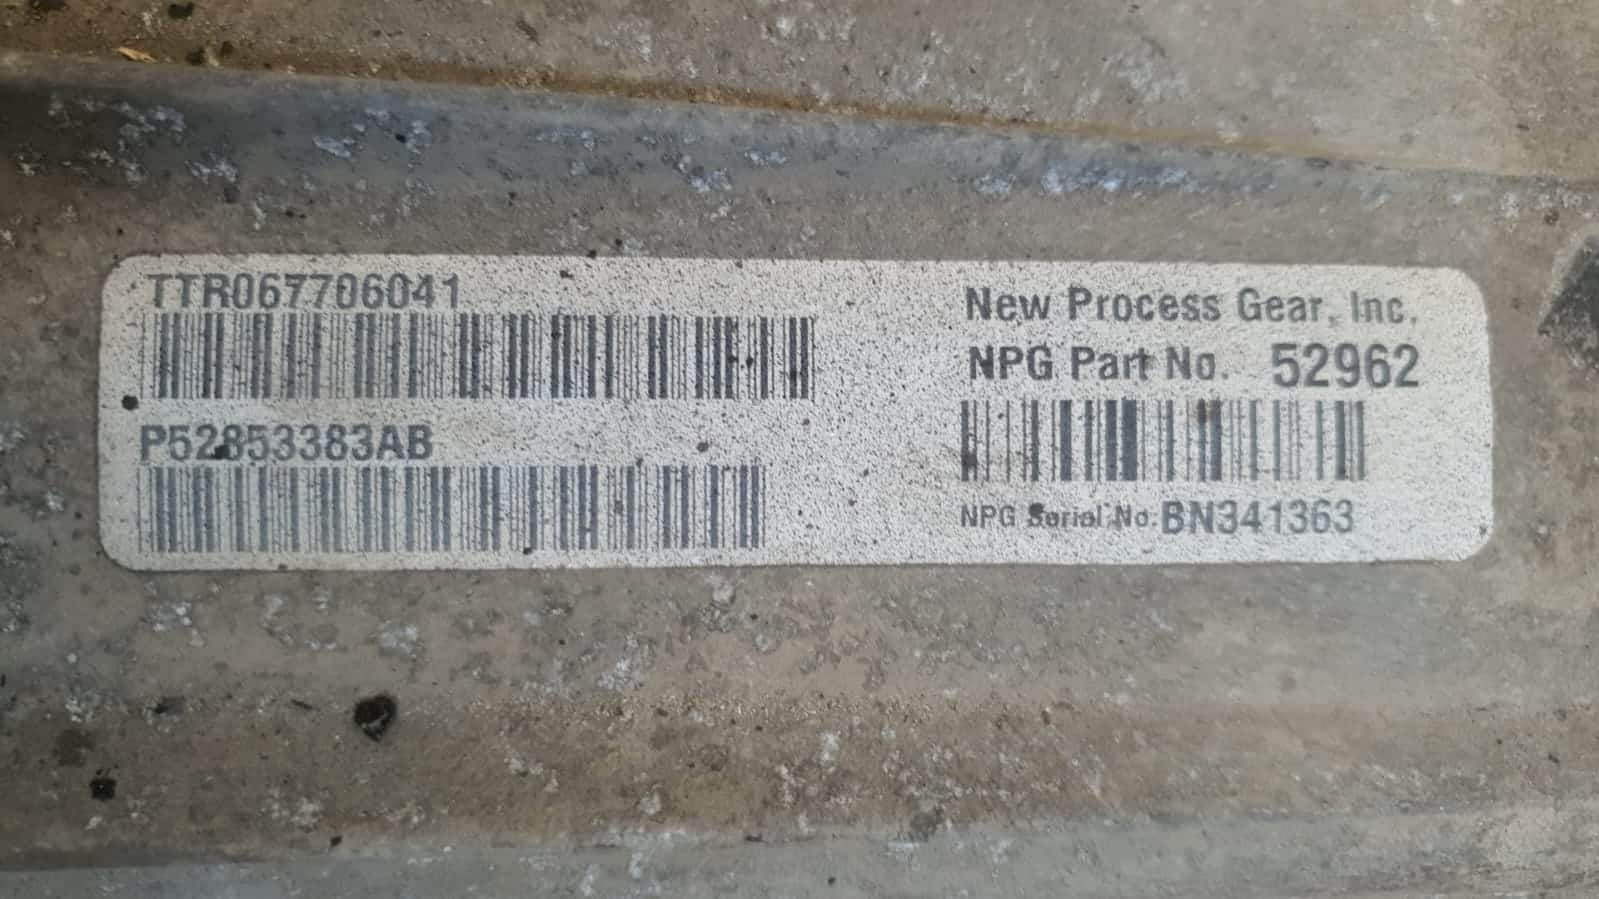 TTR067706041
P52853383AB
New Process Gear, Inc.
NPG Part No. 52962
NPG Serial No. BN341363